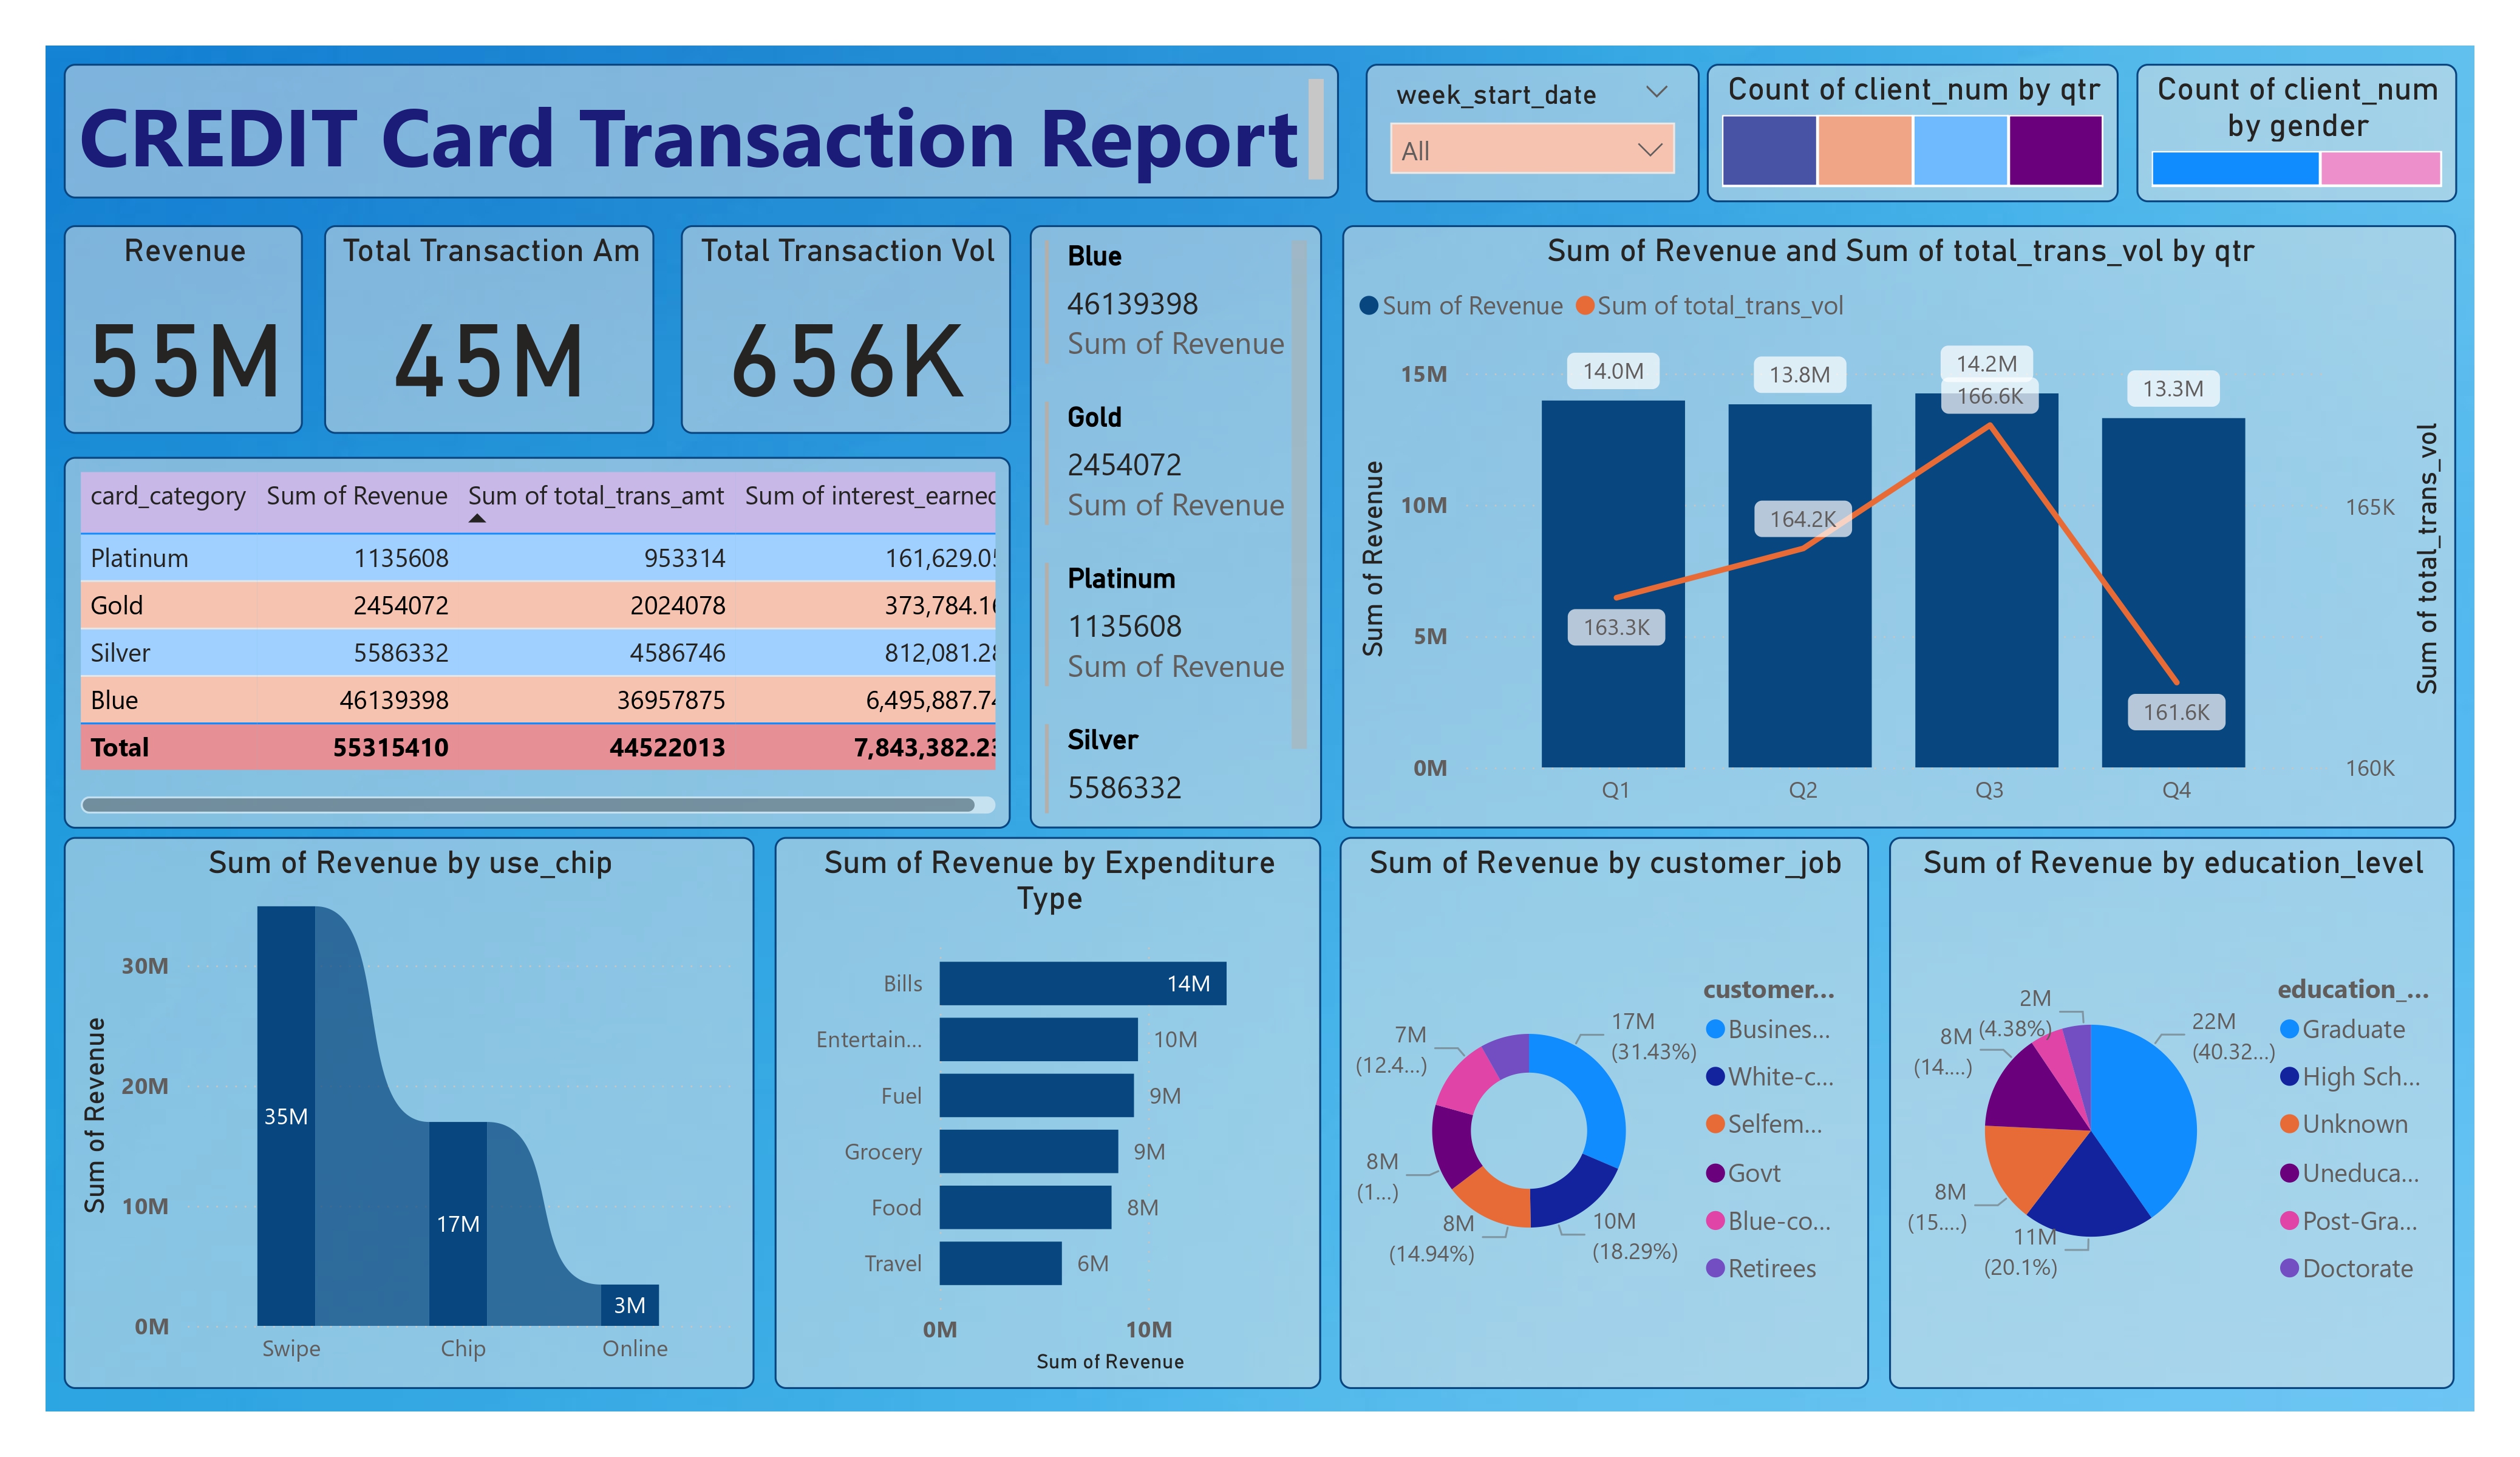 CREDIT Card Transaction Report
week_start_date
All
Count of client_num by qtr
Count of client_num
by gender
Revenue
55M
Total Transaction Am
45M
Total Transaction Vol
656K
card_category Sum of Revenue Sum of total_trans_amt Sum of interest_earned
Platinum 1135608 953314 161,629.05
Gold 2454072 2024078 373,784.16
Silver 5586332 4586746 812,081.28
Blue 46139398 36957875 6,495,887.74
Total 55315410 44522013 7,843,382.23
Blue
46139398
Sum of Revenue
Gold
2454072
Sum of Revenue
Platinum
1135608
Sum of Revenue
Silver
5586332
Sum of Revenue and Sum of total_trans_vol by qtr
Sum of Revenue Sum of total_trans_vol
Sum of Revenue
15M
10M
5M
0M
14.0M
13.8M
14.2M
13.3M
163.3K
164.2K
166.6K
161.6K
Q1 Q2 Q3 Q4
165K
160K
Sum of total_trans_vol
Sum of Revenue by use_chip
Sum of Revenue
30M
20M
10M
0M
35M
17M
3M
Swipe Chip Online
Sum of Revenue by Expenditure
Type
Bills 14M
Entertain... 10M
Fuel 9M
Grocery 9M
Food 8M
Travel 6M
0M 10M
Sum of Revenue
Sum of Revenue by customer_job
17M
(31.43%)
10M
(18.29%)
8M
(14.94%)
8M
(1...)
7M
(12.4...)
customer...
Busines...
White-c...
Selfem...
Govt
Blue-co...
Retirees
Sum of Revenue by education_level
22M
(40.32...)
11M
(20.1%)
8M
(15....)
8M
(14....)
2M
(4.38%)
education_...
Graduate
High Sch...
Unknown
Uneduca...
Post-Gra...
Doctorate